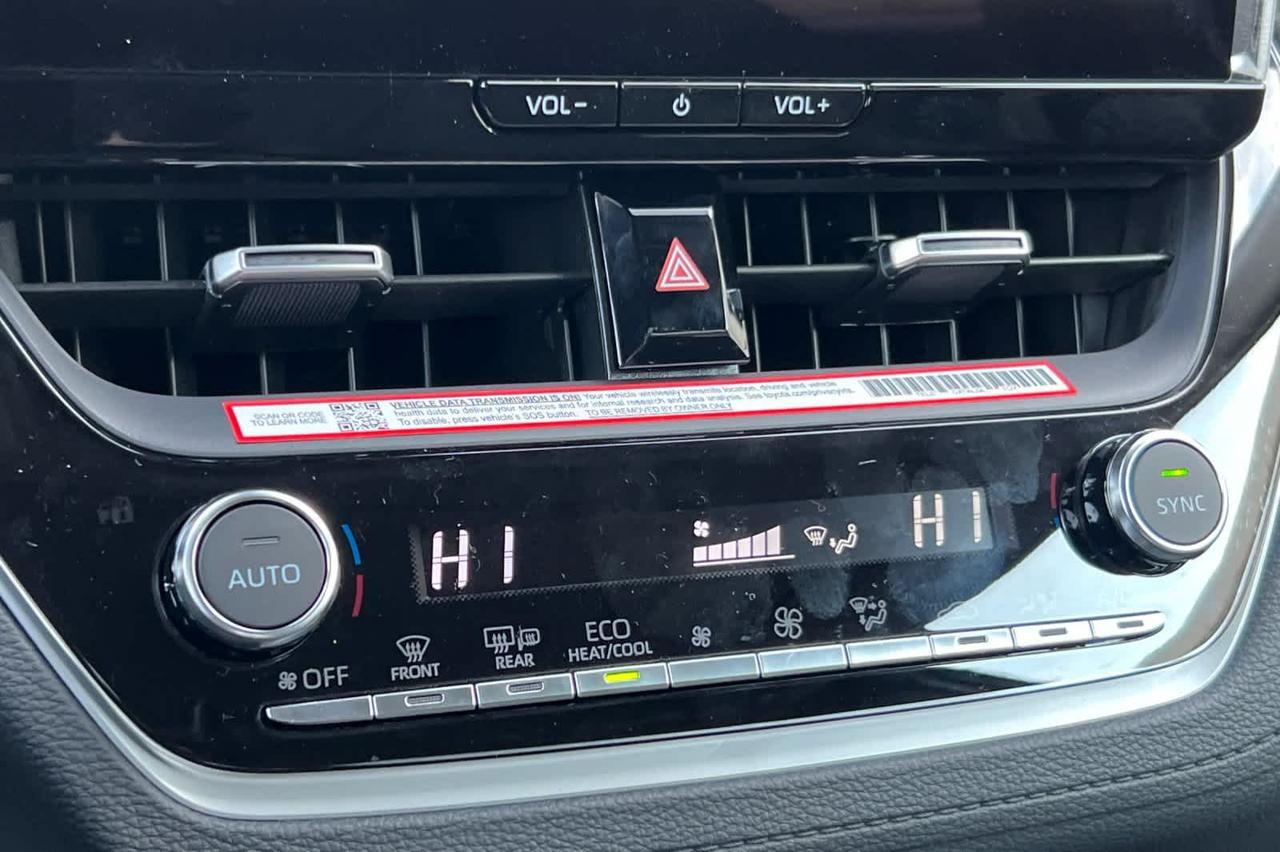 VOL-
VOL+
SCAN QR CODE
TO LEARN MORE
VEHICLE DATA TRANSMISSION IS ON! Your vehicle wirelessly transmits location, driving and vehicle
health data to deliver your services and for internal research and data analysis. See toyota.com/privacyvts.
To disable, press vehicle's SOS button. TO BE REMOVED BY OWNER ONLY
AUTO
HI
HI
SYNC
OFF
FRONT
REAR
ECO
HEAT/COOL